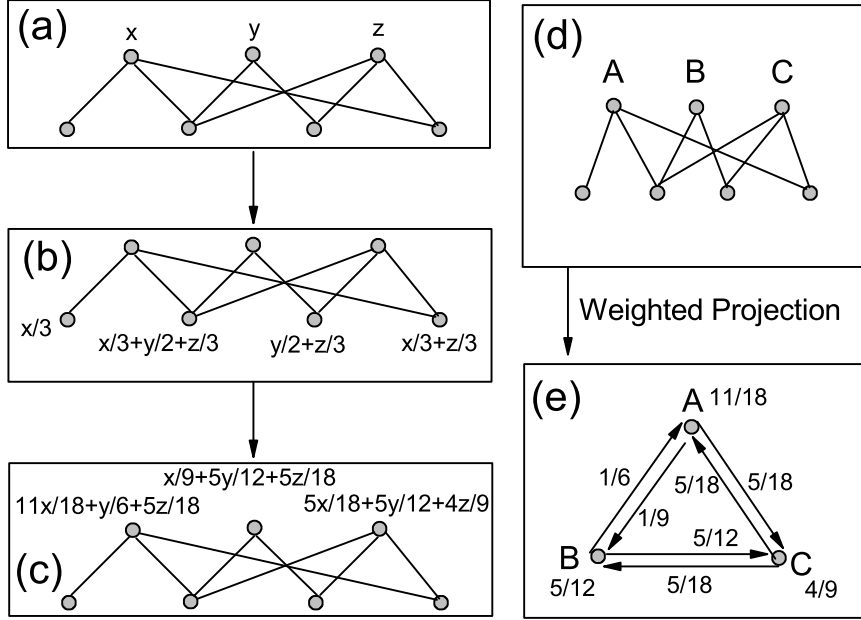 (a)
x
y
z
(b)
x/3
x/3+y/2+z/3
y/2+z/3
x/3+z/3
x/9+5y/12+5z/18
11x/18+y/6+5z/18
5x/18+5y/12+4z/9
(c)
(d)
A
B
C
Weighted Projection
(e)
A
11/18
1/6
5/18
5/18
1/9
B
5/12
C
5/12
5/18
4/9